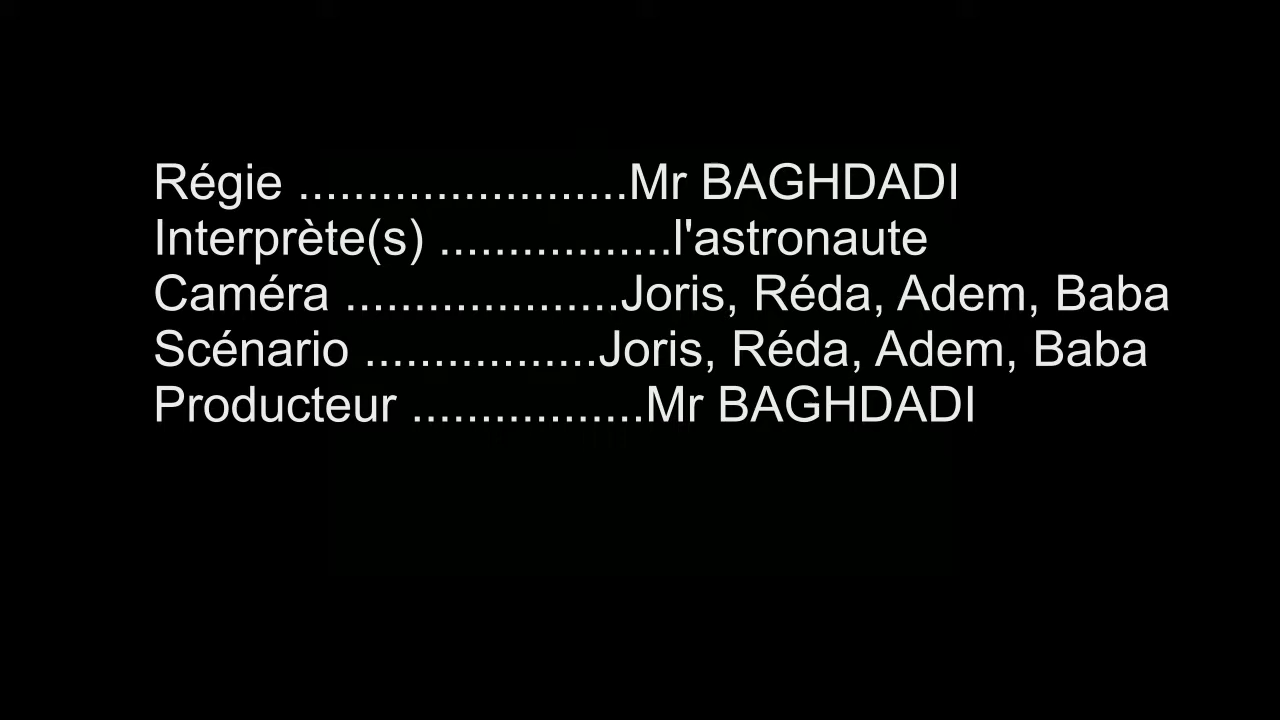 Régie ........................Mr BAGHDADI
Interprète(s) .................l'astronaute
Caméra ....................Joris, Réda, Adem, Baba
Scénario .................Joris, Réda, Adem, Baba
Producteur .................Mr BAGHDADI